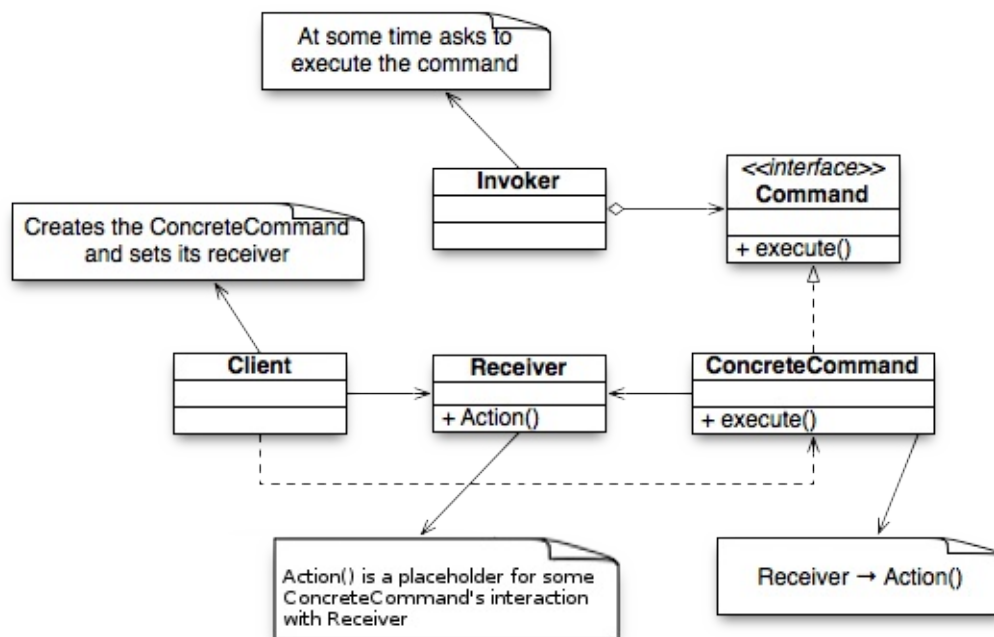 At some time asks to
execute the command
<<interface>>
Command
+ execute()
Invoker
Creates the ConcreteCommand
and sets its receiver
Client
Receiver
+ Action()
ConcreteCommand
+ execute()
Action() is a placeholder for some
ConcreteCommand's interaction
with Receiver
Receiver → Action()